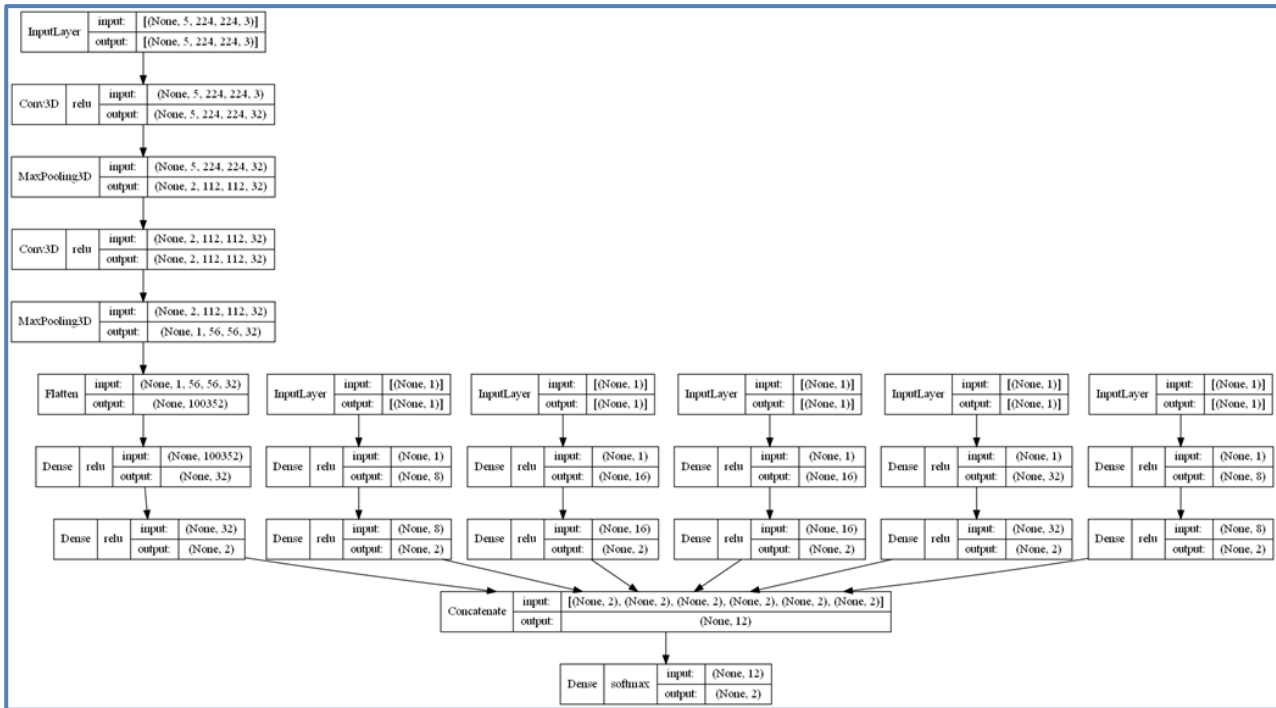 InputLayer input: [(None, 5, 224, 224, 3)]
output: [(None, 5, 224, 224, 3)]
Conv3D relu input: (None, 5, 224, 224, 3)
output: (None, 5, 224, 224, 32)
MaxPooling3D input: (None, 5, 224, 224, 32)
output: (None, 2, 112, 112, 32)
Conv3D relu input: (None, 2, 112, 112, 32)
output: (None, 2, 112, 112, 32)
MaxPooling3D input: (None, 2, 112, 112, 32)
output: (None, 1, 56, 56, 32)
Flatten input: (None, 1, 56, 56, 32) InputLayer input: [(None, 1)] InputLayer input: [(None, 1)] InputLayer input: [(None, 1)] InputLayer input: [(None, 1)] InputLayer input: [(None, 1)]
output: (None, 100352) output: [(None, 1)] output: [(None, 1)] output: [(None, 1)] output: [(None, 1)] output: [(None, 1)]
Dense relu input: (None, 100352) Dense relu input: (None, 1) Dense relu input: (None, 1) Dense relu input: (None, 1) Dense relu input: (None, 1) Dense relu input: (None, 1)
output: (None, 32) output: (None, 8) output: (None, 16) output: (None, 16) output: (None, 32) output: (None, 8)
Dense relu input: (None, 32) Dense relu input: (None, 8) Dense relu input: (None, 16) Dense relu input: (None, 16) Dense relu input: (None, 32) Dense relu input: (None, 8)
output: (None, 2) output: (None, 2) output: (None, 2) output: (None, 2) output: (None, 2) output: (None, 2)
Concatenate input: [(None, 2), (None, 2), (None, 2), (None, 2), (None, 2), (None, 2)]
output: (None, 12)
Dense softmax input: (None, 12)
output: (None, 2)